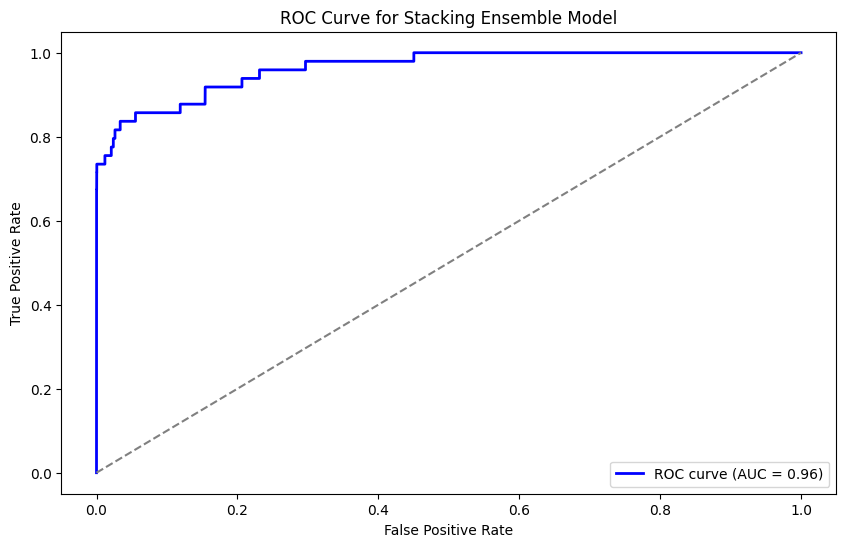 ROC Curve for Stacking Ensemble Model
1.0
0.8
0.6
0.4
0.2
0.0
True Positive Rate
ROC curve (AUC = 0.96)
0.0 0.2 0.4 0.6 0.8 1.0
False Positive Rate